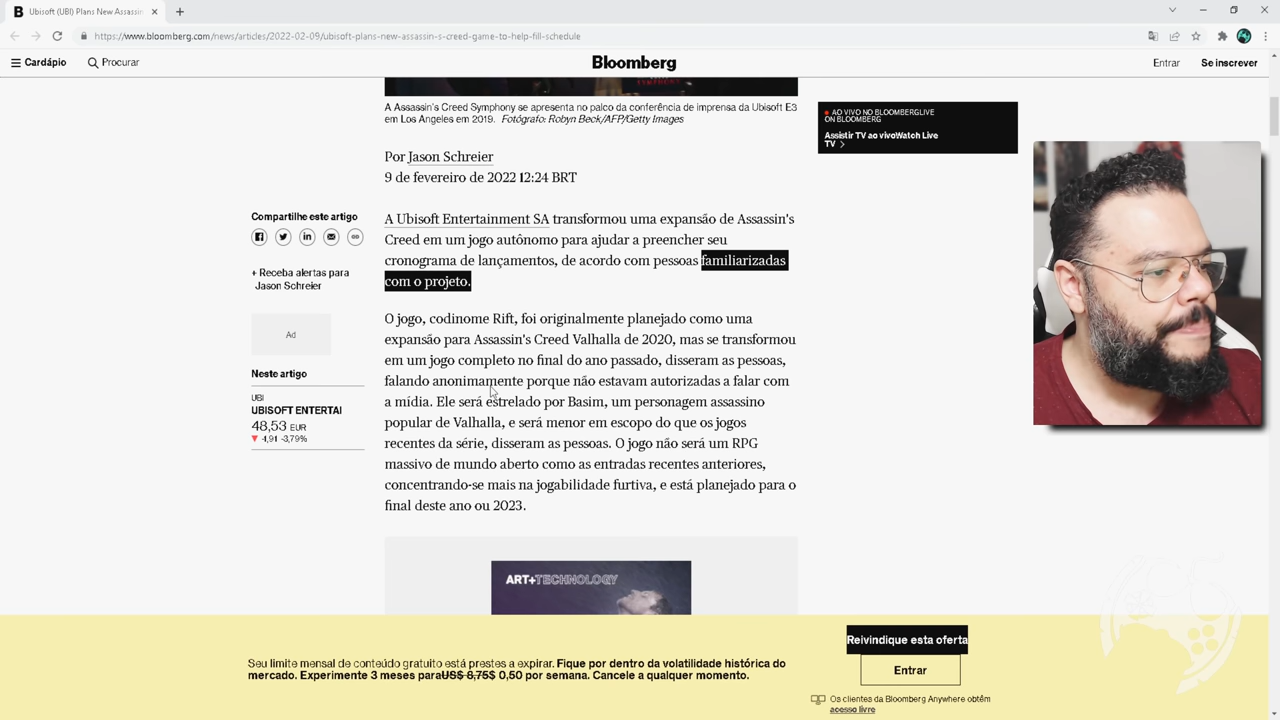 Ubisoft (UBI) Plans New Assassin
https://www.bloomberg.com/news/articles/2022-02-09/ubisoft-plans-new-assassin-s-creed-game-to-help-fill-schedule
Cardápio
Procurar
Bloomberg
Entrar
Se inscrever
SYMPHONY
A Assassin's Creed Symphony se apresenta no palco da conferência de imprensa da Ubisoft E3
em Los Angeles em 2019. Fotógrafo: Robyn Beck/AFP/Getty Images
AO VIVO NO BLOOMBERGLIVE
ON BLOOMBERG
Assistir TV ao vivoWatch Live
TV
Por Jason Schreier
9 de fevereiro de 2022 12:24 BRT
Compartilhe este artigo
+ Receba alertas para
Jason Schreier
Ad
Neste artigo
UBI
UBISOFT ENTERTAI
48,53 EUR
▼ -1,91 -3,79%
A Ubisoft Entertainment SA transformou uma expansão de Assassin's
Creed em um jogo autônomo para ajudar a preencher seu
cronograma de lançamentos, de acordo com pessoas familiarizadas
com o projeto.
O jogo, codinome Rift, foi originalmente planejado como uma
expansão para Assassin's Creed Valhalla de 2020, mas se transformou
em um jogo completo no final do ano passado, disseram as pessoas,
falando anonimamente porque não estavam autorizadas a falar com
a mídia. Ele será estrelado por Basim, um personagem assassino
popular de Valhalla, e será menor em escopo do que os jogos
recentes da série, disseram as pessoas. O jogo não será um RPG
massivo de mundo aberto como as entradas recentes anteriores,
concentrando-se mais na jogabilidade furtiva, e está planejado para o
final deste ano ou 2023.
ART+TECHNOLOGY
Seu limite mensal de conteúdo gratuito está prestes a expirar. Fique por dentro da volatilidade histórica do
mercado. Experimente 3 meses paraUS$ 8,75$ 0,50 por semana. Cancele a qualquer momento.
Reivindique esta oferta
Entrar
Os clientes da Bloomberg Anywhere obtêm
acesso livre